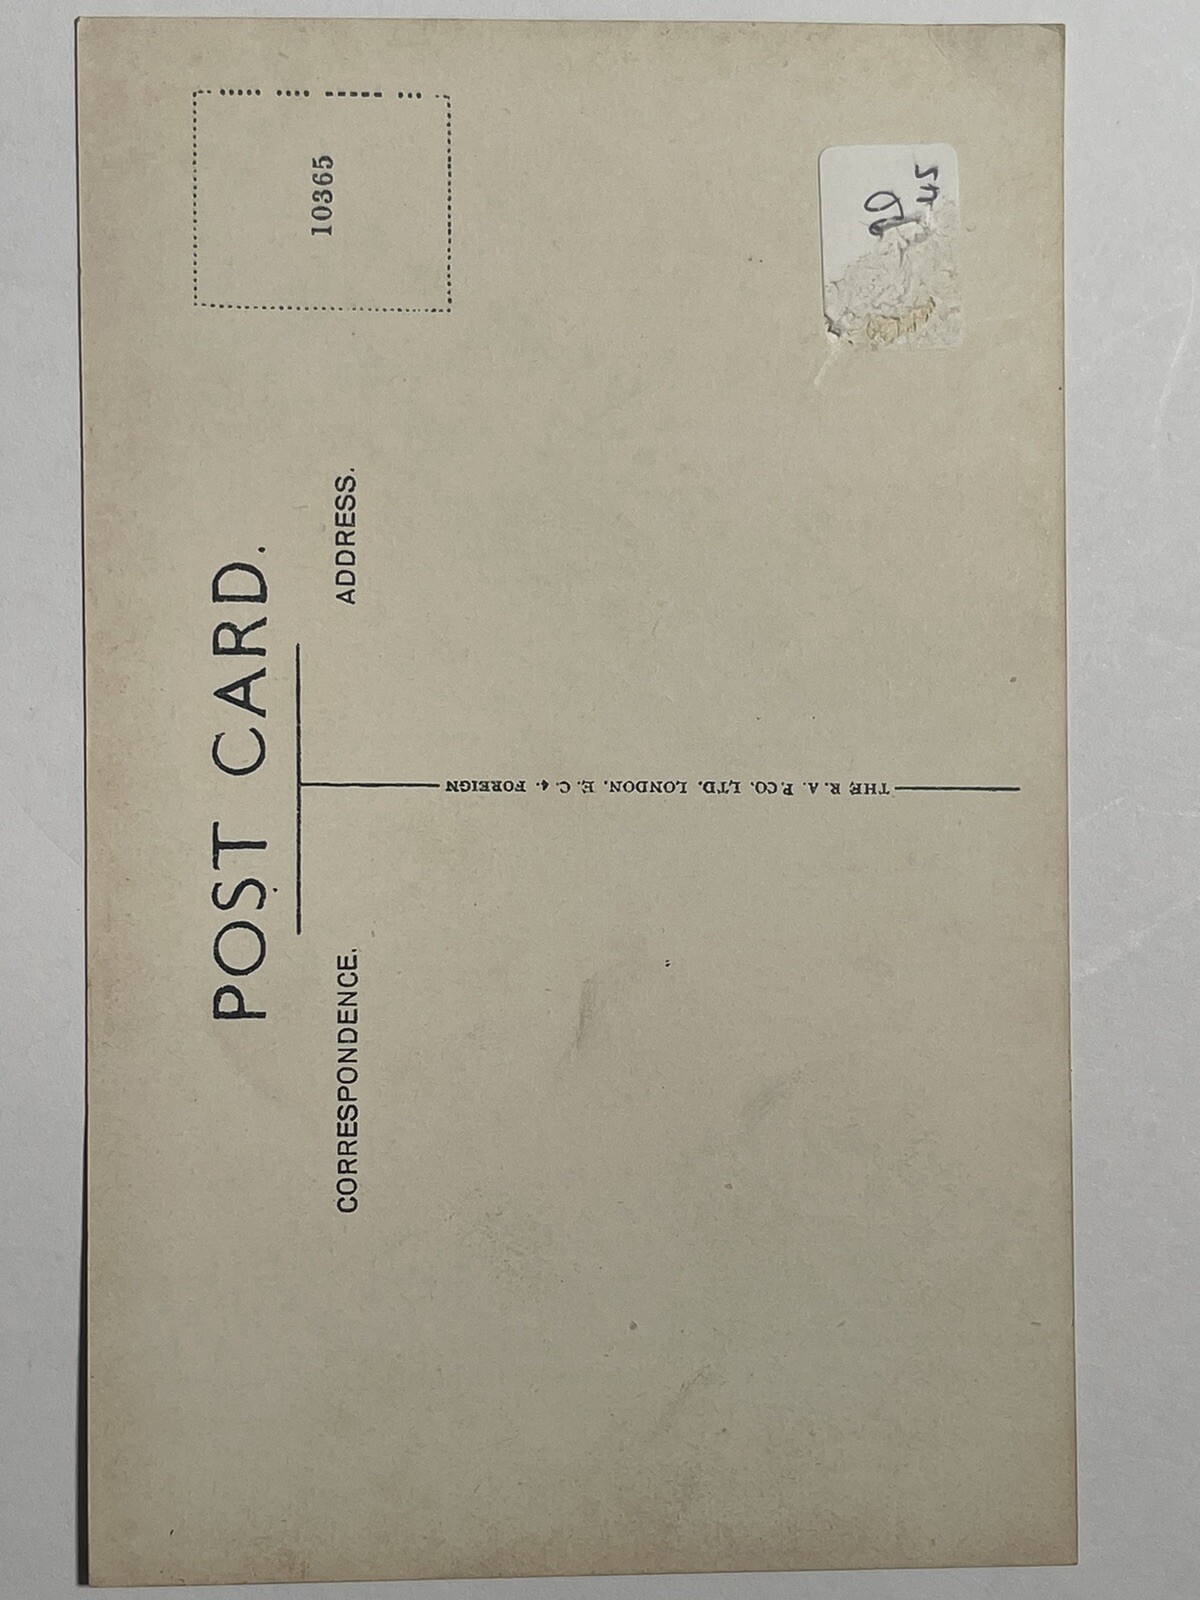 POST CARD.
10365
CORRESPONDENCE.
ADDRESS.
THE R. A. P. CO. LTD. LONDON. E. C. 4. FOREIGN